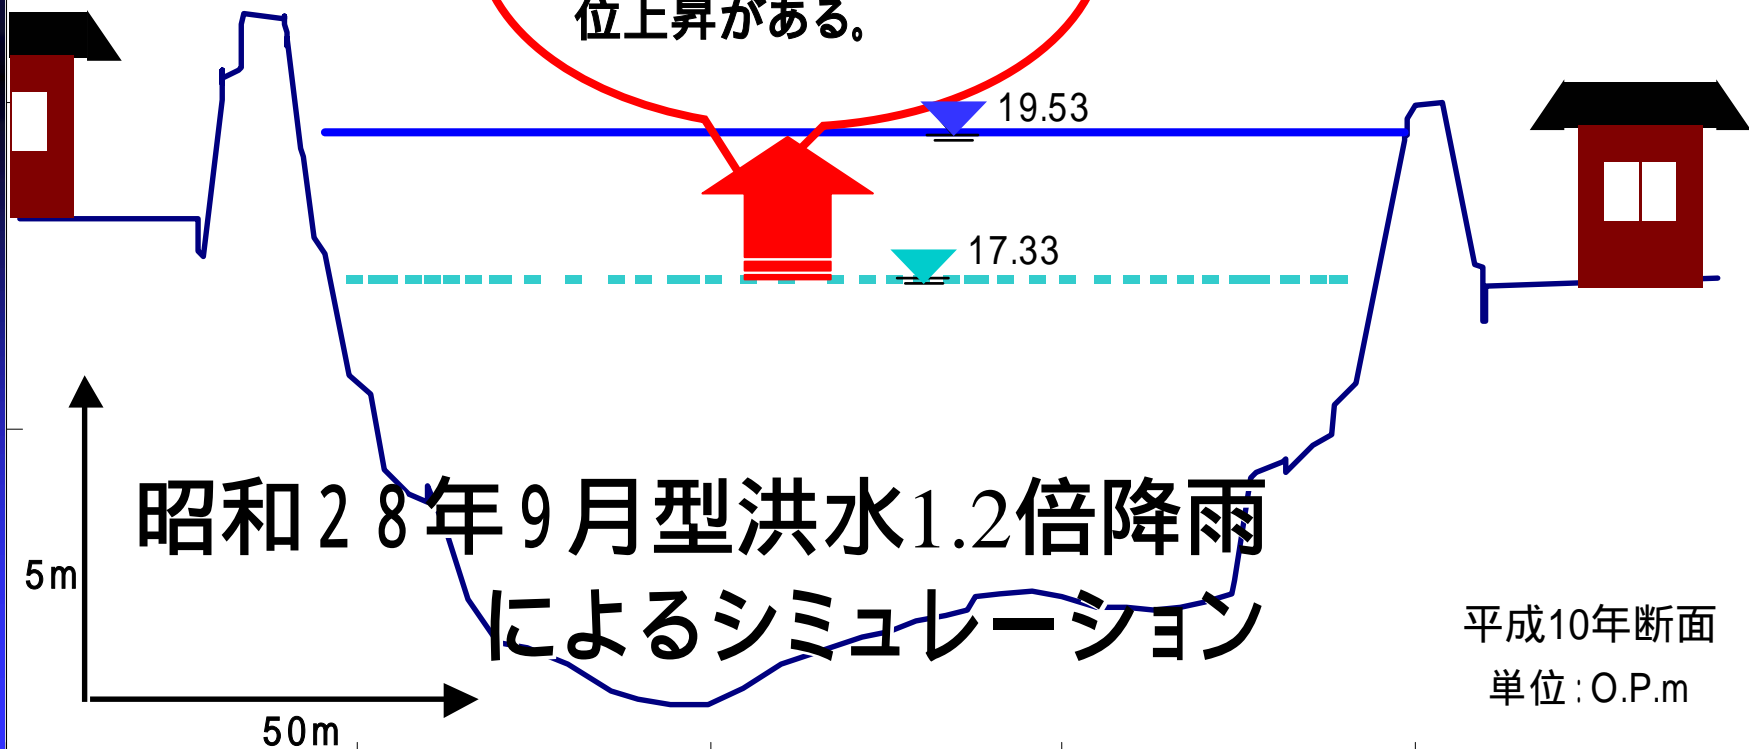 位上昇がある。
19.53
17.33
昭和28年9月型洪水1.2倍降雨
によるシミュレーション
5m
50m
平成10年断面
単位:O.P.m